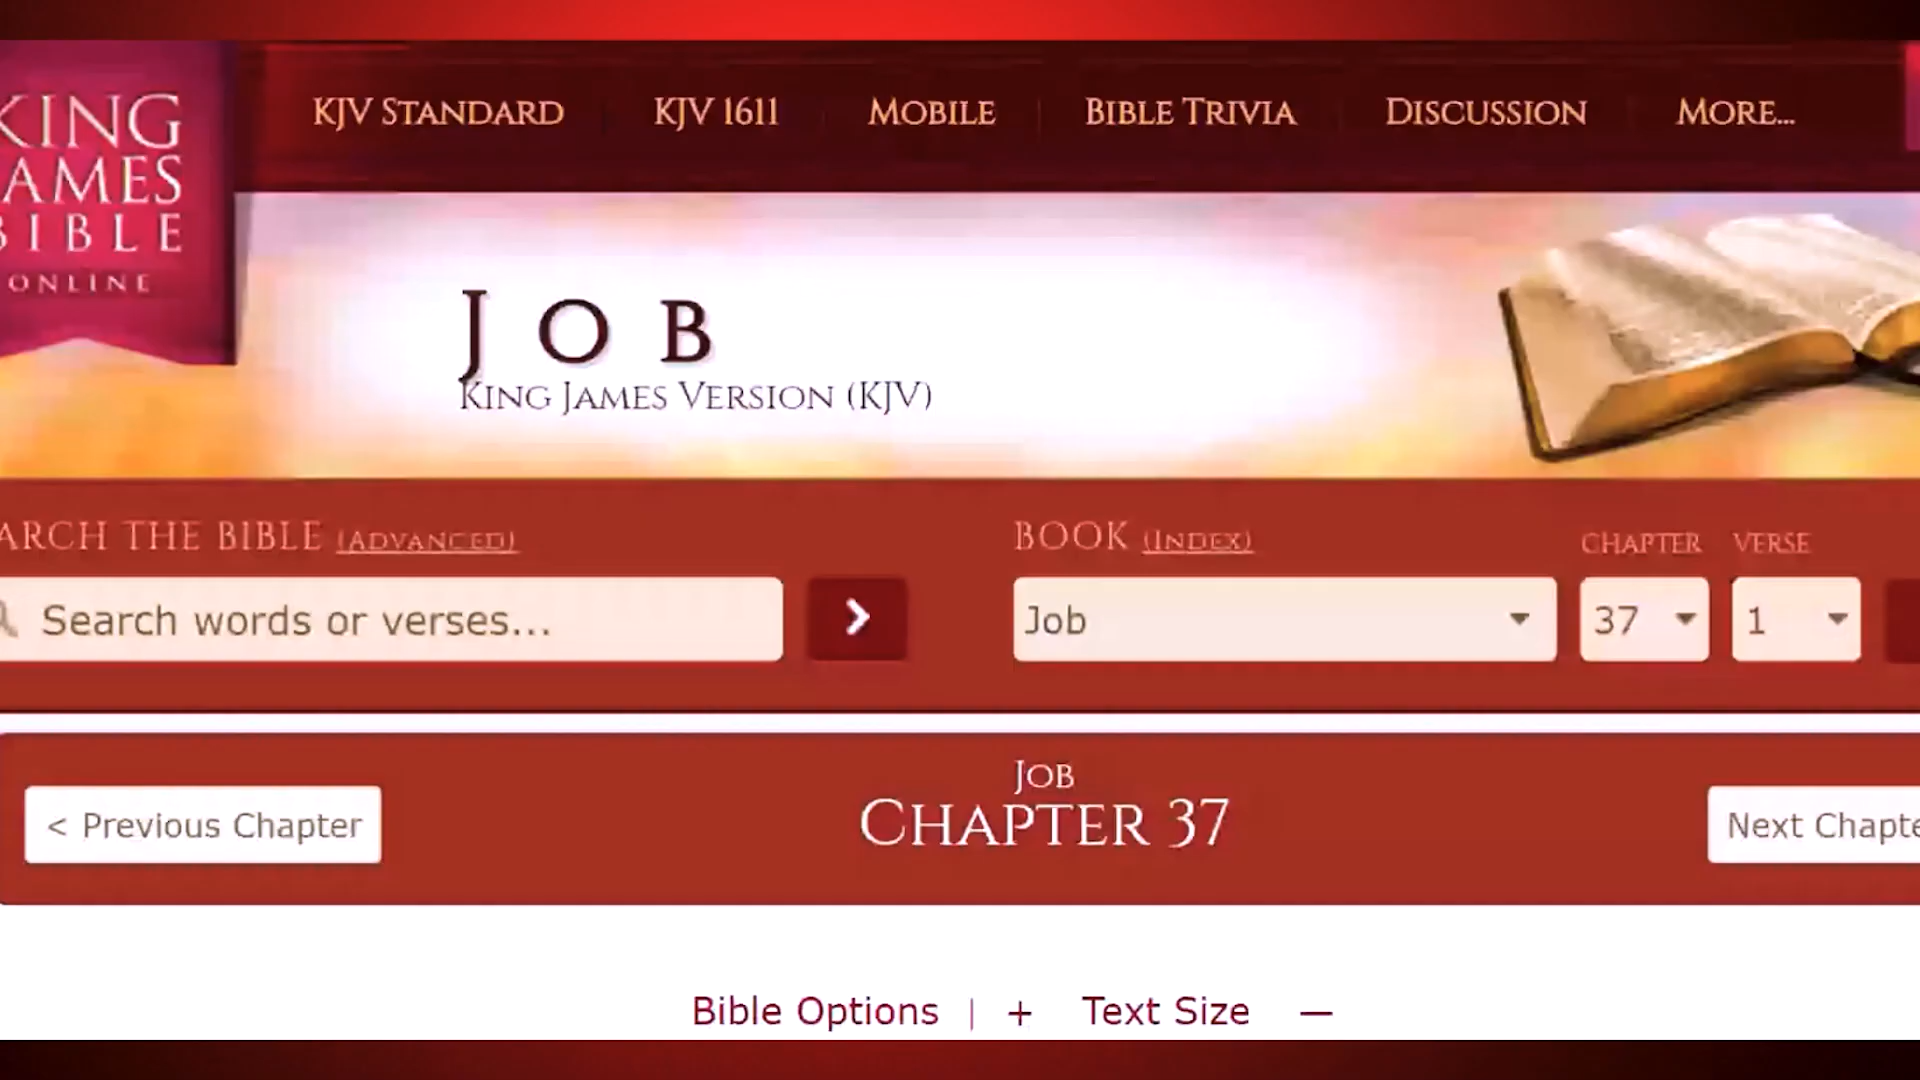 KING
JAMES
BIBLE
ONLINE
KJV STANDARD
KJV 1611
MOBILE
BIBLE TRIVIA
DISCUSSION
MORE...
JOB
KING JAMES VERSION (KJV)
ARCH THE BIBLE (ADVANCED)
BOOK (INDEX)
CHAPTER
VERSE
Search words or verses...
Job
37
1
< Previous Chapter
JOB
CHAPTER 37
Next Chapte
Bible Options | + Text Size —